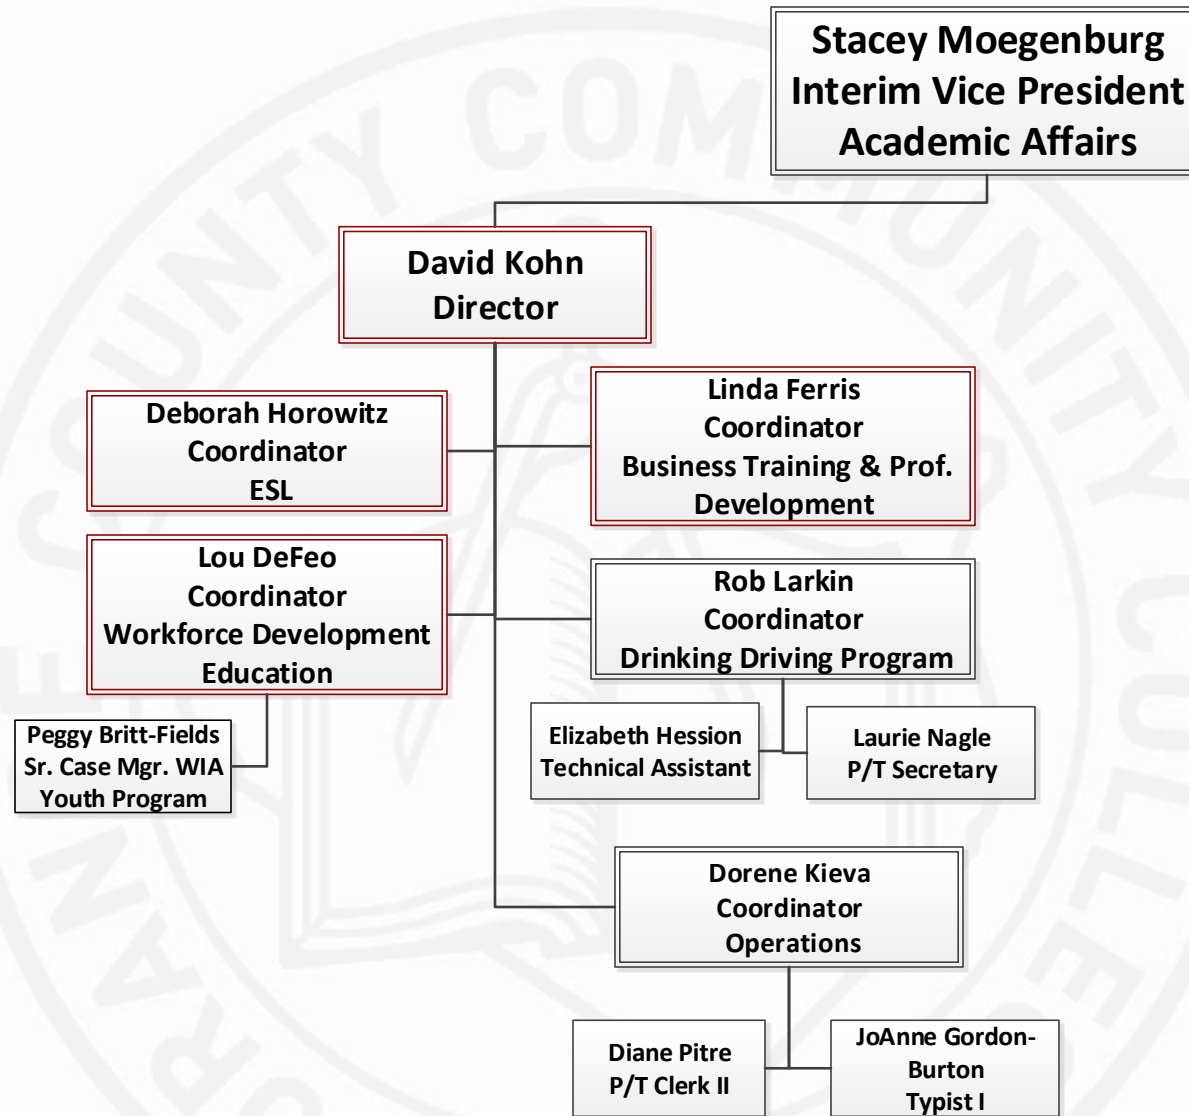 Stacey Moegenburg
Interim Vice President
Academic Affairs
David Kohn
Director
Deborah Horowitz
Coordinator
ESL
Linda Ferris
Coordinator
Business Training & Prof.
Development
Lou DeFeo
Coordinator
Workforce Development
Education
Rob Larkin
Coordinator
Drinking Driving Program
Peggy Britt-Fields
Sr. Case Mgr. WIA
Youth Program
Elizabeth Hession
Technical Assistant
Laurie Nagle
P/T Secretary
Dorene Kieva
Coordinator
Operations
Diane Pitre
P/T Clerk II
JoAnne Gordon-
Burton
Typist I
COUNTY COMMUNITY COLLE